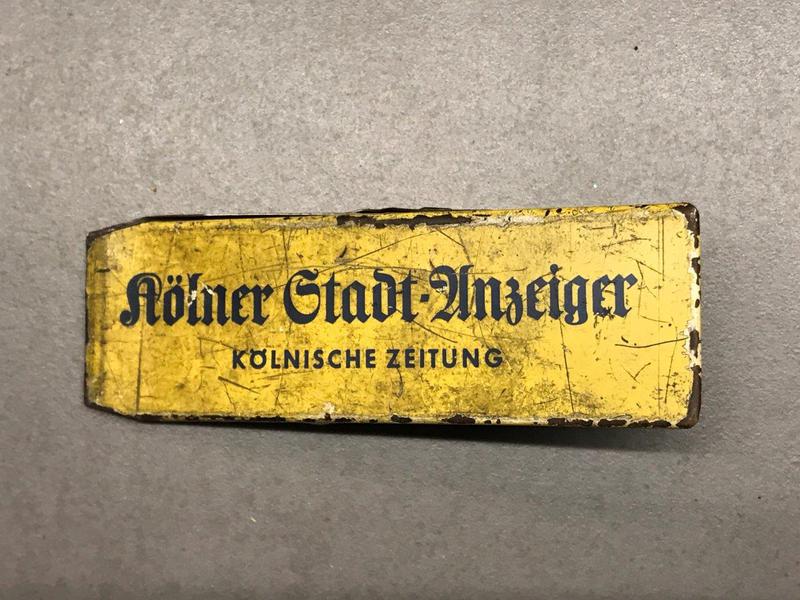 Kölner Stadt-Anzeiger
KÖLNISCHE ZEITUNG